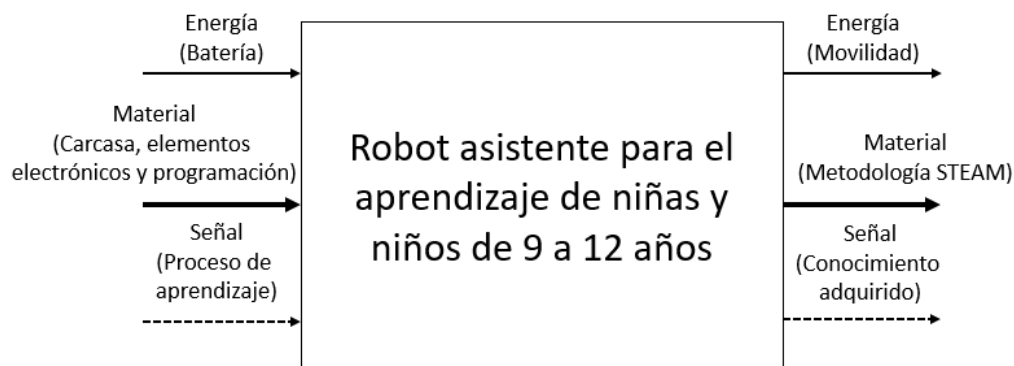 Energía
(Batería)
Material
(Carcasa, elementos
electrónicos y programación)
Señal
(Proceso de
aprendizaje)
Robot asistente para el
aprendizaje de niñas y
niños de 9 a 12 años
Energía
(Movilidad)
Material
(Metodología STEAM)
Señal
(Conocimiento
adquirido)